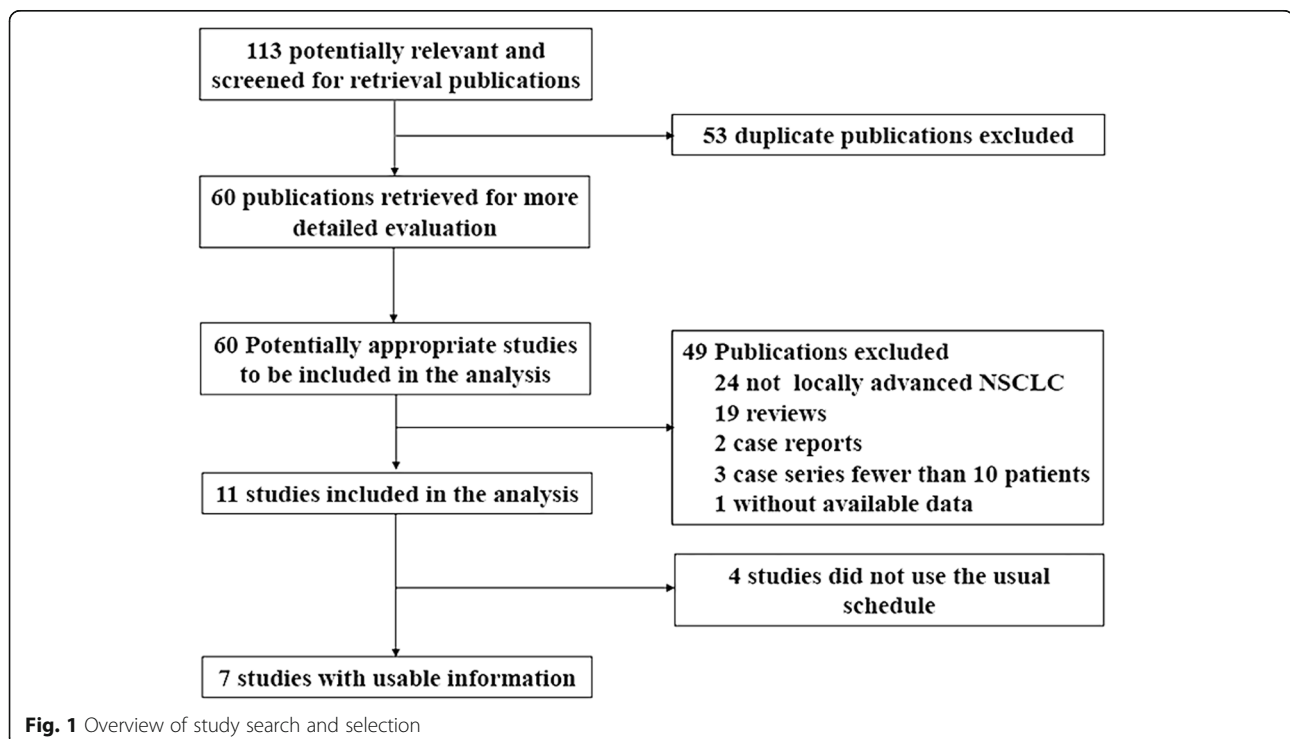 113 potentially relevant and
screened for retrieval publications
53 duplicate publications excluded
60 publications retrieved for more
detailed evaluation
60 Potentially appropriate studies
to be included in the analysis
49 Publications excluded
24 not locally advanced NSCLC
19 reviews
2 case reports
3 case series fewer than 10 patients
1 without available data
11 studies included in the analysis
4 studies did not use the usual
schedule
7 studies with usable information
Fig. 1 Overview of study search and selection